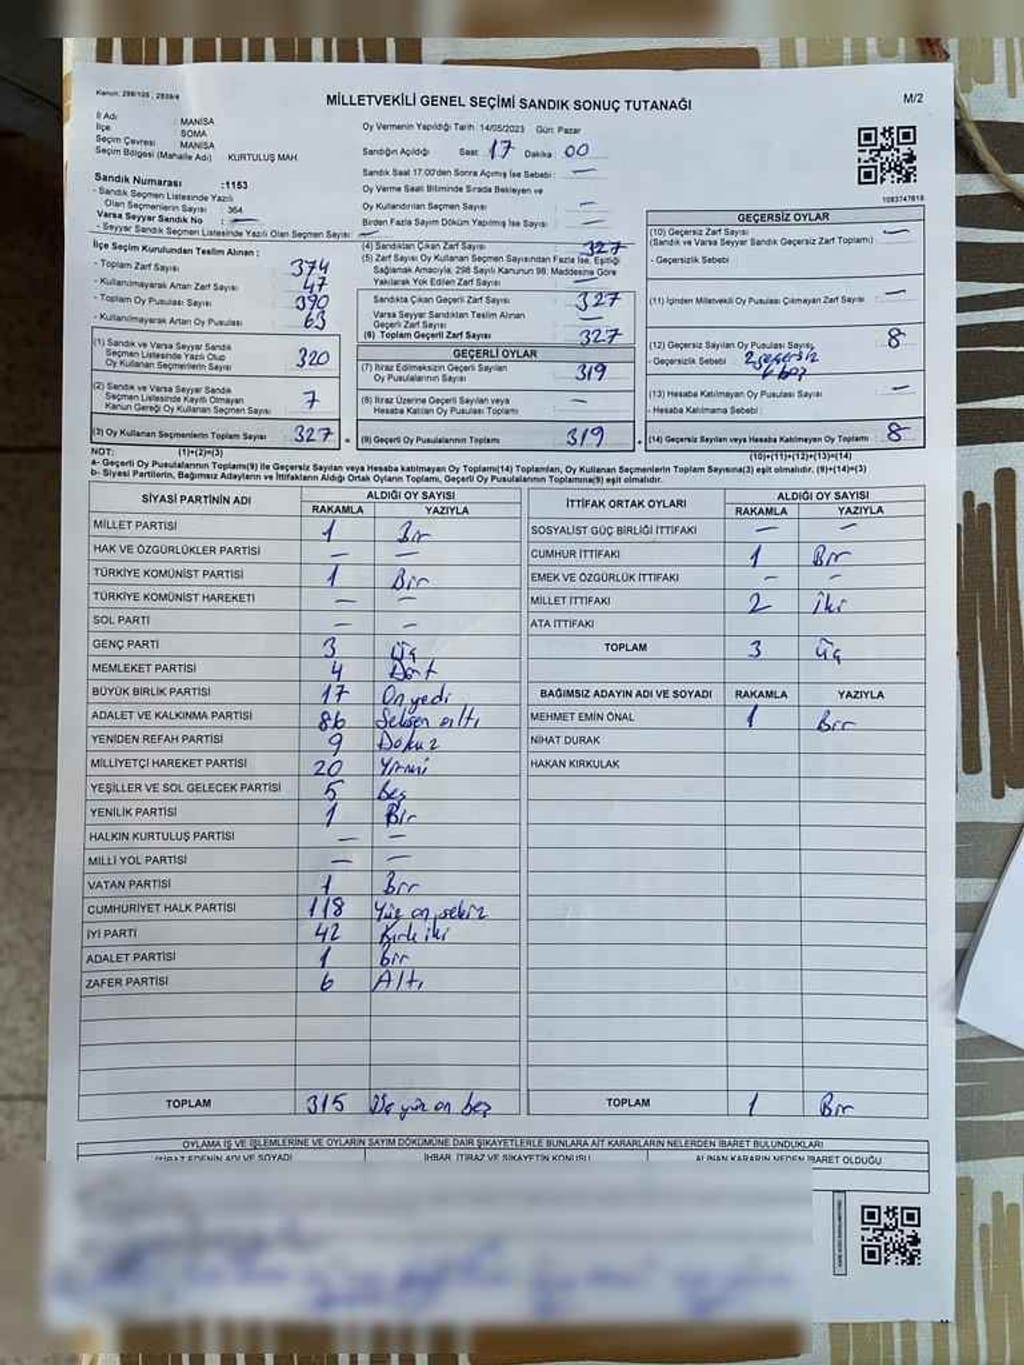 Kanun: 298/105 ; 2839/4
MİLLETVEKİLİ GENEL SEÇİMİ SANDIK SONUÇ TUTANAĞI
M/2
İl Adı : MANİSA
İlçe : SOMA
Seçim Çevresi : MANİSA
Seçim Bölgesi (Mahalle Adı) KURTULUŞ MAH.
Sandık Numarası :1153
- Sandık Seçmen Listesinde Yazılı
Olan Seçmenlerin Sayısı 364
Varsa Seyyar Sandık No : —
- Seyyar Sandık Seçmen Listesinde Yazılı Olan Seçmen Sayısı: —
Oy Vermenin Yapıldığı Tarih: 14/05/2023 Gün: Pazar
Sandığın Açıldığı Saat: 17 Dakika 00
Sandık Saat 17.00'den Sonra Açılmış İse Sebebi : —
Oy Verme Saati Bitiminde Sırada Bekleyen ve
Oy Kullandırılan Seçmen Sayısı : —
Birden Fazla Sayım Döküm Yapılmış İse Sayısı : —
1093747819
İlçe Seçim Kurulundan Teslim Alınan :
- Toplam Zarf Sayısı 374
- Kullanılmayarak Artan Zarf Sayısı 47
- Toplam Oy Pusulası Sayısı 390
- Kullanılmayarak Artan Oy Pusulası 63
(1) Sandık ve Varsa Seyyar Sandık
Seçmen Listesinde Yazılı Olup
Oy Kullanan Seçmenlerin Sayısı 320
(2) Sandık ve Varsa Seyyar Sandık
Seçmen Listesinde Kayıtlı Olmayan
Kanun Gereği Oy Kullanan Seçmen Sayısı 7
(3) Oy Kullanan Seçmenlerin Toplam Sayısı 327 =
(4) Sandıktan Çıkan Zarf Sayısı 327
(5) Zarf Sayısı Oy Kullanan Seçmen Sayısından Fazla İse, Eşitliği
Sağlamak Amacıyla, 298 Sayılı Kanunun 98. Maddesine Göre
Yakılarak Yok Edilen Zarf Sayısı —
Sandıkta Çıkan Geçerli Zarf Sayısı 327
Varsa Seyyar Sandıktan Teslim Alınan
Geçerli Zarf Sayısı —
(6) Toplam Geçerli Zarf Sayısı 327
GEÇERLİ OYLAR
(7) İtiraz Edilmeksizin Geçerli Sayılan
Oy Pusulalarının Sayısı 319
(8) İtiraz Üzerine Geçerli Sayılan veya
Hesaba Katılan Oy Pusulası Toplamı —
(9) Geçerli Oy Pusulalarının Toplamı 319 +
GEÇERSİZ OYLAR
(10) Geçersiz Zarf Sayısı —
(Sandık ve Varsa Seyyar Sandık Geçersiz Zarf Toplamı)
- Geçersizlik Sebebi
(11) İçinden Milletvekili Oy Pusulası Çıkmayan Zarf Sayısı —
(12) Geçersiz Sayılan Oy Pusulası Sayısı 8
- Geçersizlik Sebebi 2 geçersiz
6 boş
(13) Hesaba Katılmayan Oy Pusulası Sayısı —
- Hesaba Katılmama Sebebi :
(14) Geçersiz Sayılan veya Hesaba Katılmayan Oy Toplamı 8
NOT: (1)+(2)=(3) (10)+(11)+(12)+(13)=(14)
a- Geçerli Oy Pusulalarının Toplamı(9) ile Geçersiz Sayılan veya Hesaba katılmayan Oy Toplamı(14) Toplamları, Oy Kullanan Seçmenlerin Toplam Sayısına(3) eşit olmalıdır. (9)+(14)=(3)
b- Siyasi Partilerin, Bağımsız Adayların ve İttifakların Aldığı Ortak Oyların Toplamı, Geçerli Oy Pusulalarının Toplamına(9) eşit olmalıdır.
SİYASİ PARTİNİN ADI ALDIĞI OY SAYISI
RAKAMLA YAZIYLA
MİLLET PARTİSİ 1 Bir
HAK VE ÖZGÜRLÜKLER PARTİSİ — —
TÜRKİYE KOMÜNİST PARTİSİ 1 Bir
TÜRKİYE KOMÜNİST HAREKETİ — —
SOL PARTİ — —
GENÇ PARTİ 3 Üç
MEMLEKET PARTİSİ 4 Dört
BÜYÜK BİRLİK PARTİSİ 17 Onyedi
ADALET VE KALKINMA PARTİSİ 86 Seksen altı
YENİDEN REFAH PARTİSİ 9 Dokuz
MİLLİYETÇİ HAREKET PARTİSİ 20 Yirmi
YEŞİLLER VE SOL GELECEK PARTİSİ 5 beş
YENİLİK PARTİSİ 1 Bir
HALKIN KURTULUŞ PARTİSİ — —
MİLLİ YOL PARTİSİ — —
VATAN PARTİSİ 1 Bir
CUMHURİYET HALK PARTİSİ 118 Yüz on sekiz
İYİ PARTİ 42 Kırk iki
ADALET PARTİSİ 1 bir
ZAFER PARTİSİ 6 Altı
TOPLAM 315 Üç yüz on beş
İTTİFAK ORTAK OYLARI ALDIĞI OY SAYISI
RAKAMLA YAZIYLA
SOSYALİST GÜÇ BİRLİĞİ İTTİFAKI — —
CUMHUR İTTİFAKI 1 Bir
EMEK VE ÖZGÜRLÜK İTTİFAKI — —
MİLLET İTTİFAKI 2 İki
ATA İTTİFAKI
TOPLAM 3 Üç
BAĞIMSIZ ADAYIN ADI VE SOYADI RAKAMLA YAZIYLA
MEHMET EMİN ÖNAL 1 Bir
NİHAT DURAK
HAKAN KIRKULAK
TOPLAM 1 Bir
OYLAMA İŞ VE İŞLEMLERİNE VE OYLARIN SAYIM DÖKÜMÜNE DAİR ŞİKAYETLERLE BUNLARA AİT KARARLARIN NELERDEN İBARET BULUNDUKLARI
İTİRAZ EDENİN ADI VE SOYADI İHBAR, İTİRAZ VE ŞİKAYETİN KONUSU ALINAN KARARIN NEDEN İBARET OLDUĞU